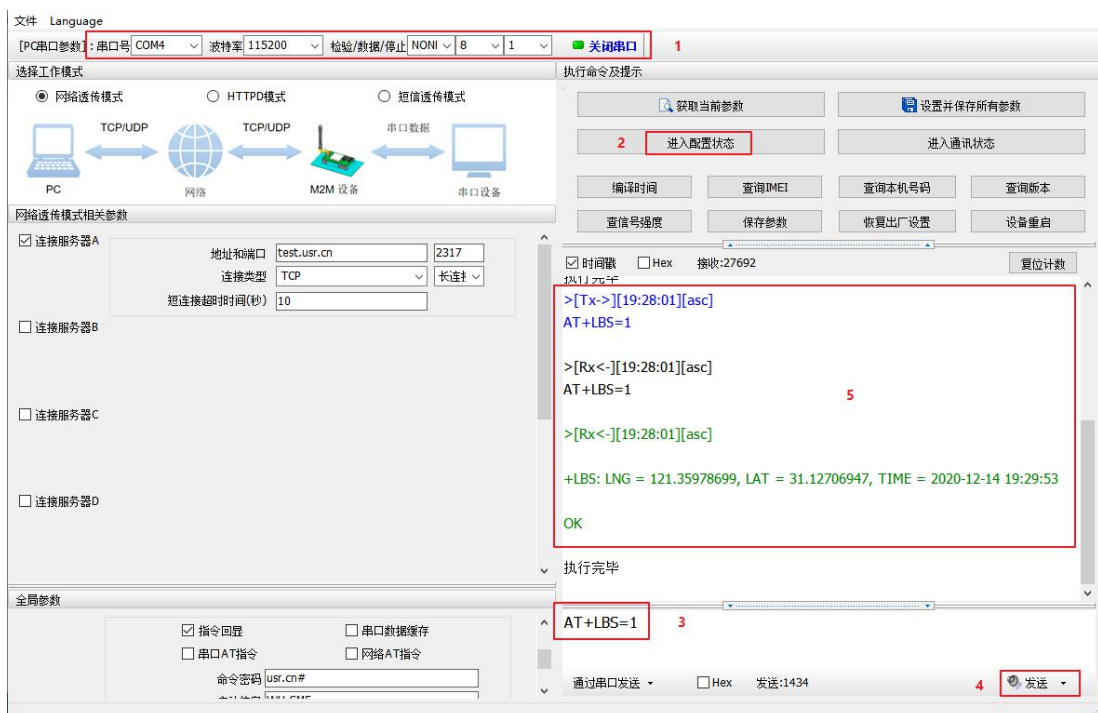 文件 Language
[PC串口参数]：串口号 COM4 波特率 115200 检验/数据/停止 NONI 8 1 关闭串口 1
选择工作模式
网络透传模式 HTTPD模式 短信透传模式
TCP/UDP TCP/UDP 串口数据
PC 网络 M2M 设备 串口设备
网络透传模式相关参数
连接服务器A
地址和端口 test.usr.cn 2317
连接类型 TCP 长连接
短连接超时时间(秒) 10
连接服务器B
连接服务器C
连接服务器D
全局参数
指令回显 串口数据缓存
串口AT指令 网络AT指令
命令密码 usr.cn#
执行命令及提示
获取当前参数 设置并保存所有参数
2 进入配置状态 进入通讯状态
编译时间 查询IMEI 查询本机号码 查询版本
查信号强度 保存参数 恢复出厂设置 设备重启
时间戳 Hex 接收:27692 复位计数
执行完毕
>[Tx->][19:28:01][asc]
AT+LBS=1
>[Rx<-][19:28:01][asc]
AT+LBS=1
5
>[Rx<-][19:28:01][asc]
+LBS: LNG = 121.35978699, LAT = 31.12706947, TIME = 2020-12-14 19:29:53
OK
执行完毕
AT+LBS=1 3
通过串口发送 Hex 发送:1434 4 发送